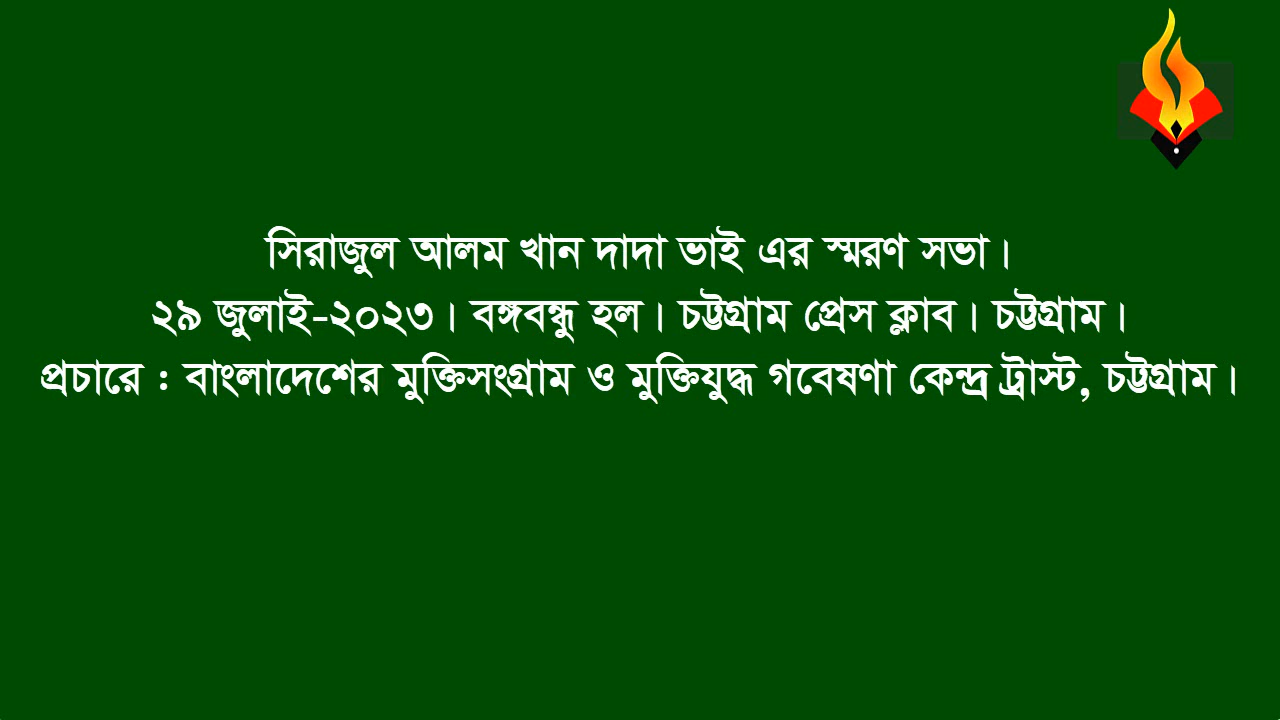 সিরাজুল আলম খান দাদা ভাই এর স্মরণ সভা।
২৯ জুলাই-২০২৩। বঙ্গবন্ধু হল। চট্টগ্রাম প্রেস ক্লাব। চট্টগ্রাম।
প্রচারে : বাংলাদেশের মুক্তিসংগ্রাম ও মুক্তিযুদ্ধ গবেষণা কেন্দ্র ট্রাস্ট, চট্টগ্রাম।